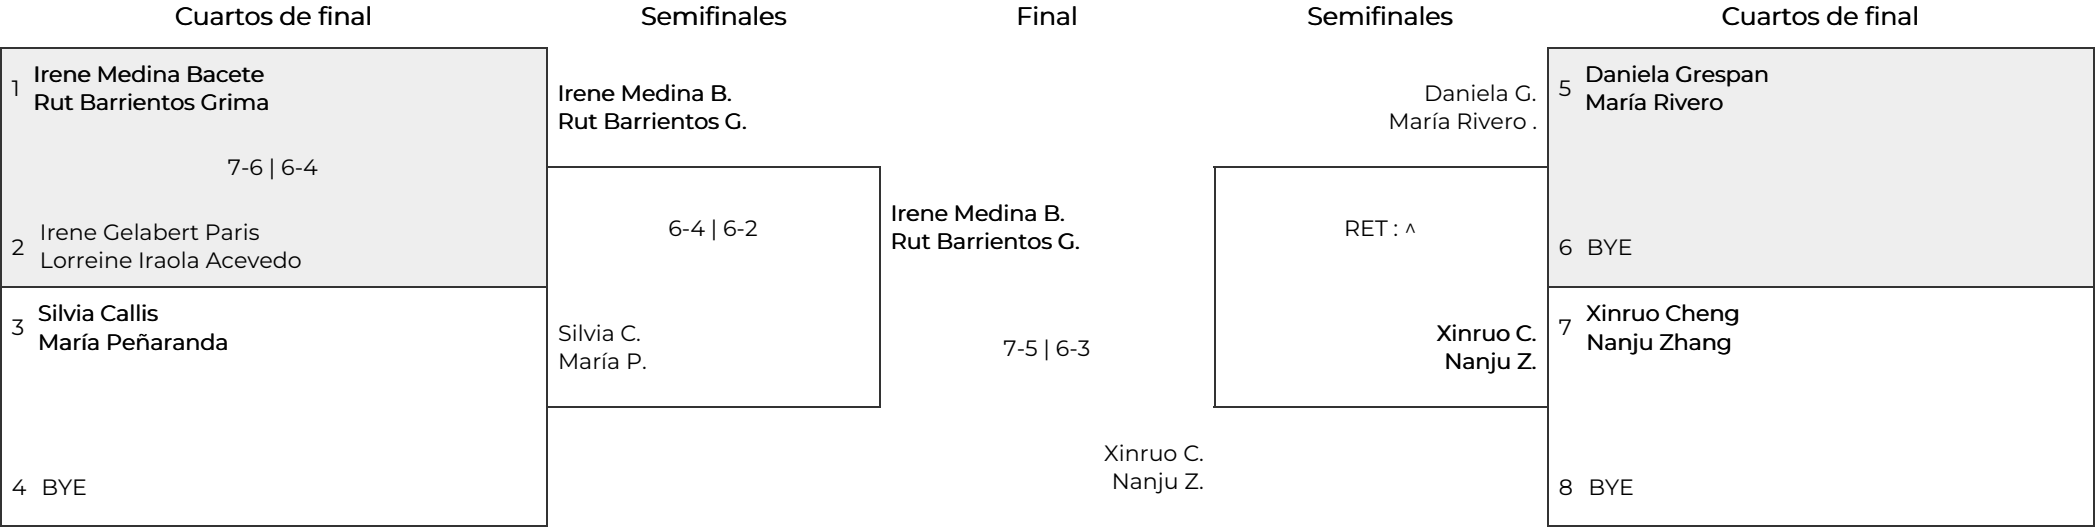 Cuartos de final
Semifinales
Final
Semifinales
Cuartos de final
1
Irene Medina Bacete
Rut Barrientos Grima
7-6 | 6-4
2
Irene Gelabert Paris
Lorreine Iraola Acevedo
3
Silvia Callis
María Peñaranda
4 BYE
Irene Medina B.
Rut Barrientos G.
6-4 | 6-2
Silvia C.
María P.
Irene Medina B.
Rut Barrientos G.
7-5 | 6-3
Xinruo C.
Nanju Z.
Daniela G.
María Rivero .
RET : ^
Xinruo C.
Nanju Z.
5
Daniela Grespan
María Rivero
6 BYE
7
Xinruo Cheng
Nanju Zhang
8 BYE